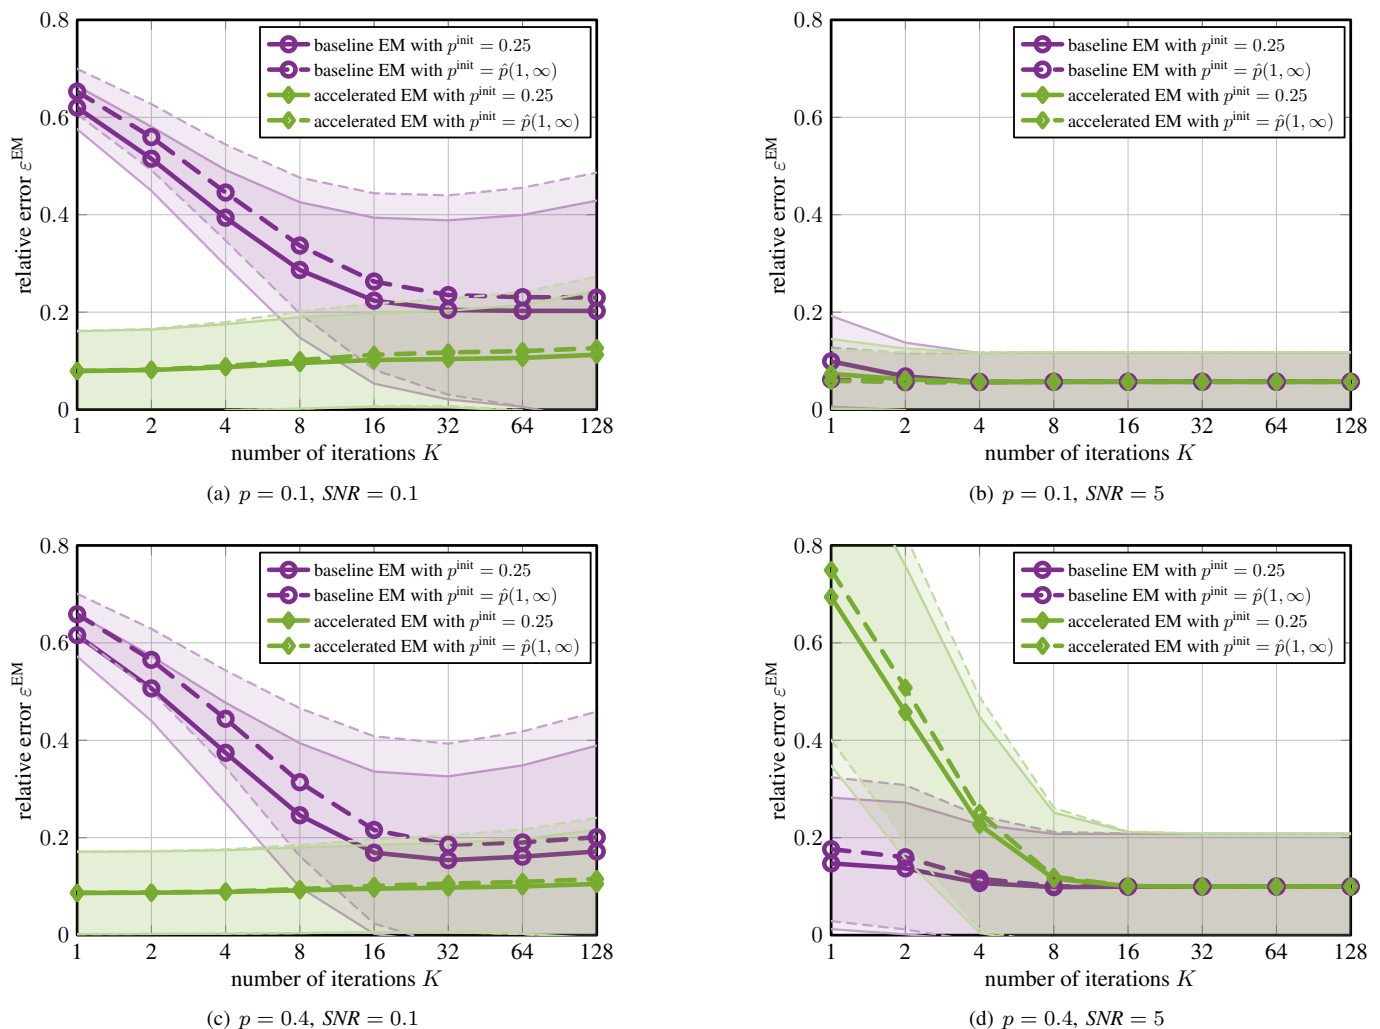 0.8
0.6
0.4
0.2
0
relative error ε^EM
baseline EM with p^init = 0.25
baseline EM with p^init = p̂(1, ∞)
accelerated EM with p^init = 0.25
accelerated EM with p^init = p̂(1, ∞)
1 2 4 8 16 32 64 128
number of iterations K
(a) p = 0.1, SNR = 0.1
0.8
0.6
0.4
0.2
0
relative error ε^EM
baseline EM with p^init = 0.25
baseline EM with p^init = p̂(1, ∞)
accelerated EM with p^init = 0.25
accelerated EM with p^init = p̂(1, ∞)
1 2 4 8 16 32 64 128
number of iterations K
(b) p = 0.1, SNR = 5
0.8
0.6
0.4
0.2
0
relative error ε^EM
baseline EM with p^init = 0.25
baseline EM with p^init = p̂(1, ∞)
accelerated EM with p^init = 0.25
accelerated EM with p^init = p̂(1, ∞)
1 2 4 8 16 32 64 128
number of iterations K
(c) p = 0.4, SNR = 0.1
0.8
0.6
0.4
0.2
0
relative error ε^EM
baseline EM with p^init = 0.25
baseline EM with p^init = p̂(1, ∞)
accelerated EM with p^init = 0.25
accelerated EM with p^init = p̂(1, ∞)
1 2 4 8 16 32 64 128
number of iterations K
(d) p = 0.4, SNR = 5